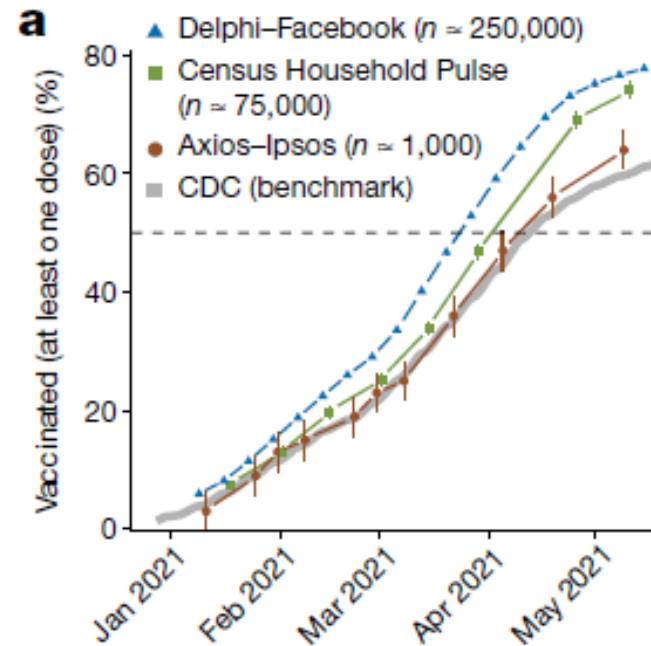 a
Delphi–Facebook (n ≈ 250,000)
Census Household Pulse
(n ≈ 75,000)
Axios–Ipsos (n ≈ 1,000)
CDC (benchmark)
Vaccinated (at least one dose) (%)
80
60
40
20
0
Jan 2021
Feb 2021
Mar 2021
Apr 2021
May 2021